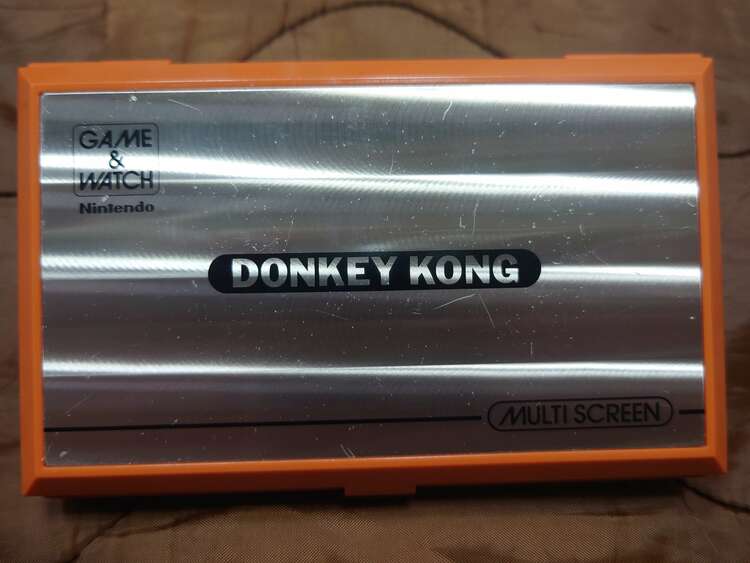 GAME
&
WATCH
Nintendo
DONKEY KONG
MULTI SCREEN